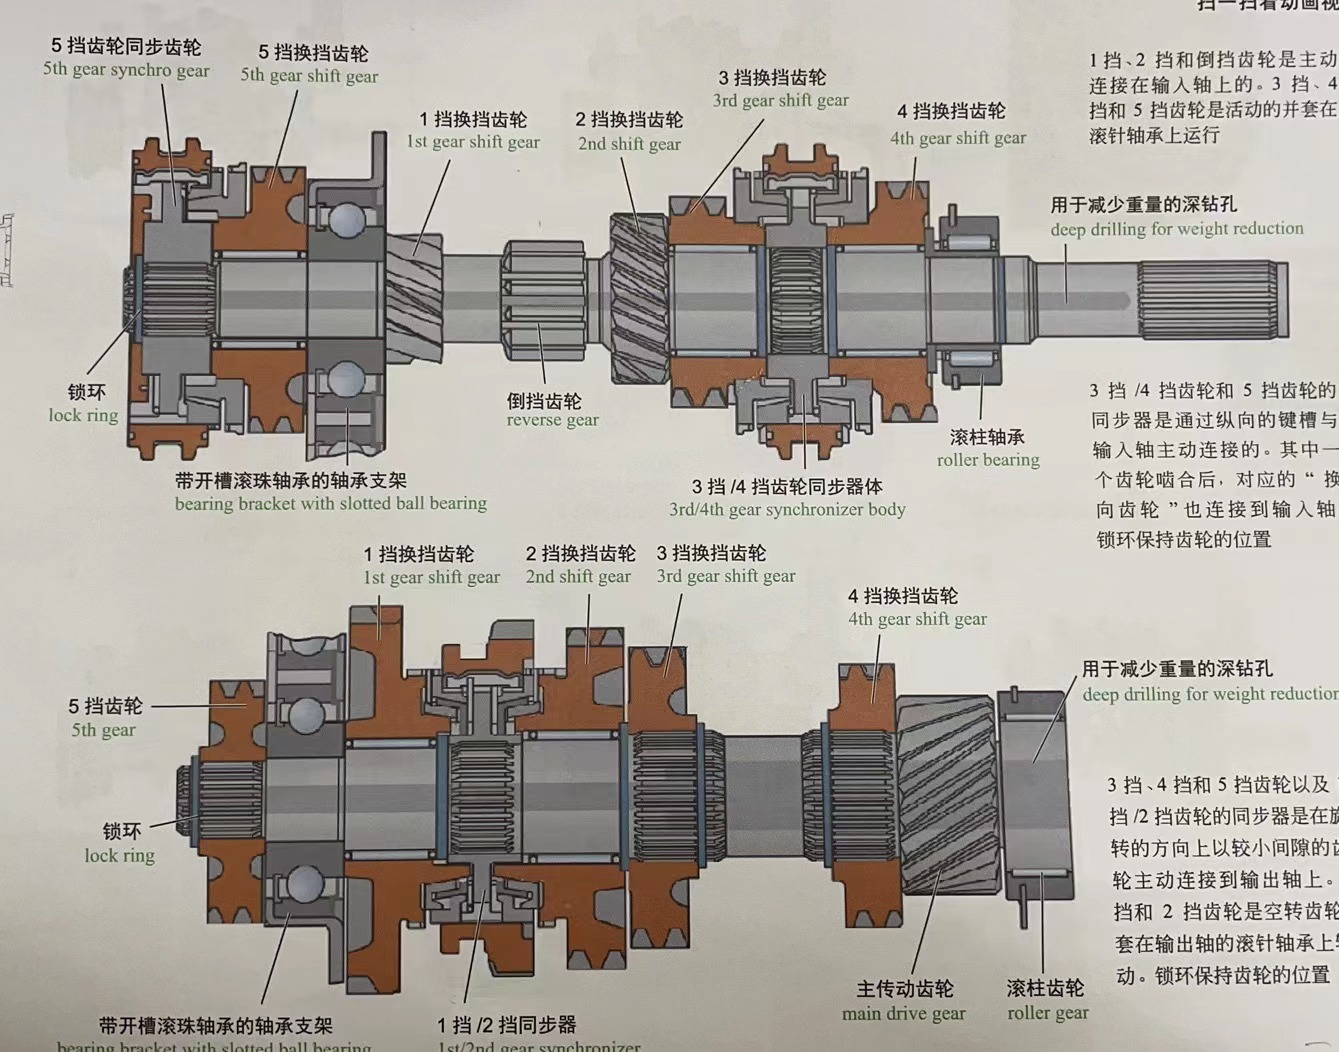 扫一扫看动画视
5 挡齿轮同步齿轮
5th gear synchro gear
5 挡换挡齿轮
5th gear shift gear
1 挡换挡齿轮
1st gear shift gear
2 挡换挡齿轮
2nd shift gear
3 挡换挡齿轮
3rd gear shift gear
4 挡换挡齿轮
4th gear shift gear
1 挡、2 挡和倒挡齿轮是主动
连接在输入轴上的。3 挡、4
挡和 5 挡齿轮是活动的并套在
滚针轴承上运行
用于减少重量的深钻孔
deep drilling for weight reduction
锁环
lock ring
倒挡齿轮
reverse gear
滚柱轴承
roller bearing
带开槽滚珠轴承的轴承支架
bearing bracket with slotted ball bearing
3 挡 /4 挡齿轮同步器体
3rd/4th gear synchronizer body
3 挡 /4 挡齿轮和 5 挡齿轮的
同步器是通过纵向的键槽与
输入轴主动连接的。其中一
个齿轮啮合后，对应的“ 换
向齿轮 ”也连接到输入轴
锁环保持齿轮的位置
1 挡换挡齿轮
1st gear shift gear
2 挡换挡齿轮
2nd shift gear
3 挡换挡齿轮
3rd gear shift gear
4 挡换挡齿轮
4th gear shift gear
用于减少重量的深钻孔
deep drilling for weight reduction
5 挡齿轮
5th gear
锁环
lock ring
3 挡、4 挡和 5 挡齿轮以及
挡 /2 挡齿轮的同步器是在旋
转的方向上以较小间隙的齿
轮主动连接到输出轴上。
挡和 2 挡齿轮是空转齿轮
套在输出轴的滚针轴承上转
动。锁环保持齿轮的位置
主传动齿轮
main drive gear
滚柱齿轮
roller gear
带开槽滚珠轴承的轴承支架
bearing bracket with slotted ball bearing
1 挡 /2 挡同步器
1st/2nd gear synchronizer